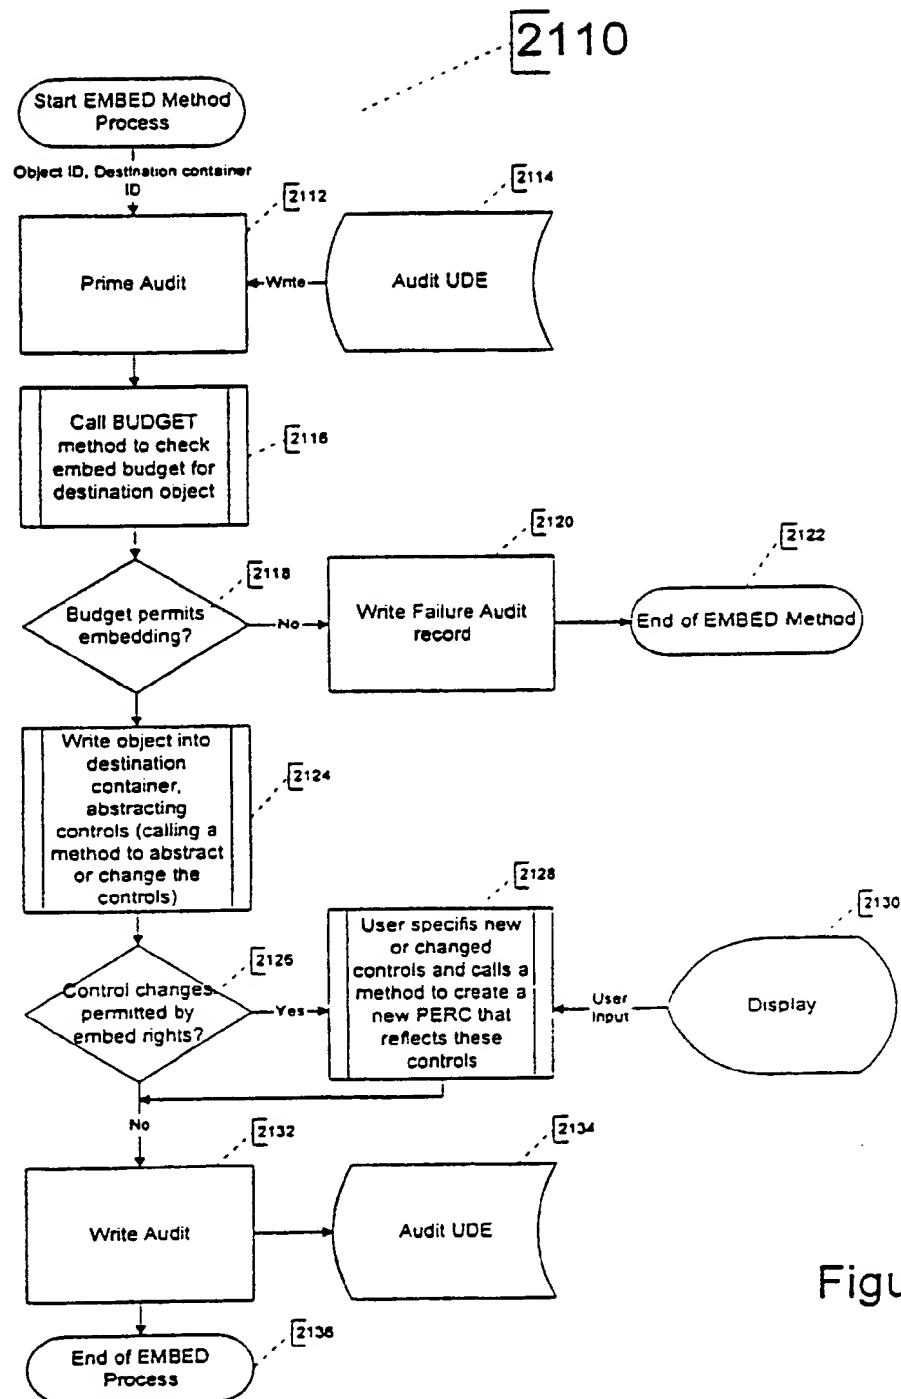 2110
Start EMBED Method
Process
Object ID, Destination container
ID
2112
2114
Prime Audit
Write
Audit UDE
Call BUDGET
method to check
embed budget for
destination object
2116
2118
2120
2122
Budget permits
embedding?
No
Write Failure Audit
record
End of EMBED Method
Write object into
destination
container,
abstracting
controls (calling a
method to abstract
or change the
controls)
2124
2126
2128
2130
Control changes
permitted by
embed rights?
Yes
User specifis new
or changed
controls and calls a
method to create a
new PERC that
reflects these
controls
User
Input
Display
No
2132
2134
Write Audit
Audit UDE
Figu
2136
End of EMBED
Process